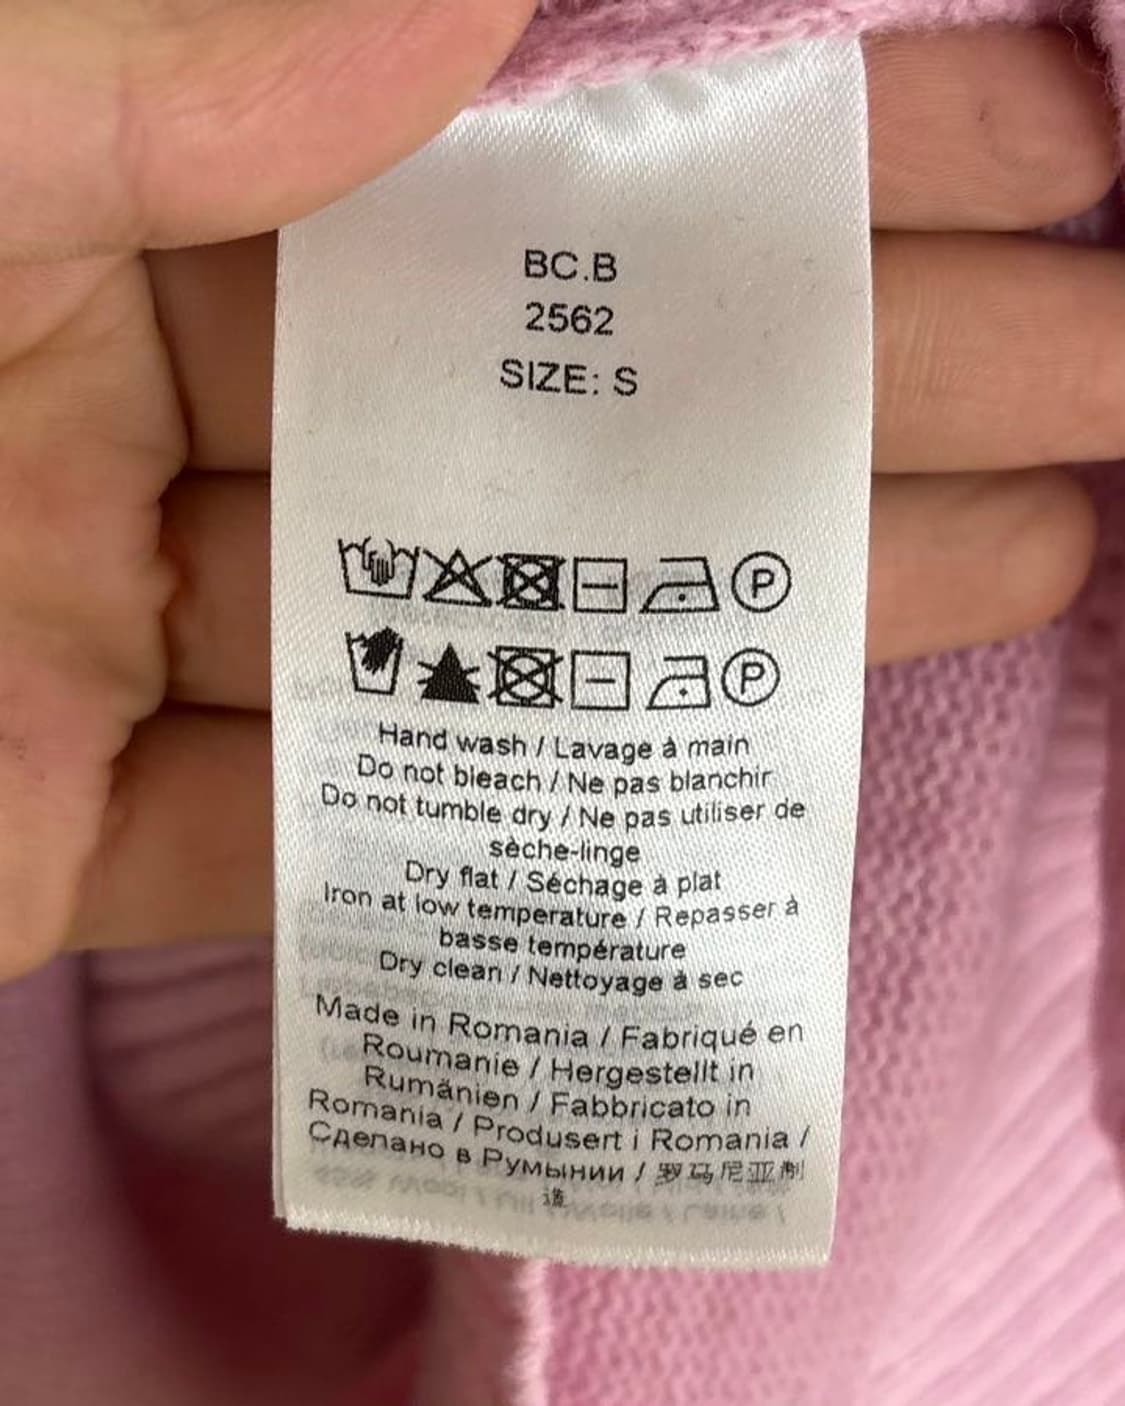 BC.B
2562
SIZE: S
P
P
Hand wash / Lavage à main
Do not bleach / Ne pas blanchir
Do not tumble dry / Ne pas utiliser de
sèche-linge
Dry flat / Séchage à plat
Iron at low temperature / Repasser à
basse température
Dry clean / Nettoyage à sec
Made in Romania / Fabriqué en
Roumanie / Hergestellt in
Rumänien / Fabbricato in
Romania / Produsert i Romania /
Сделано в Румынии / 罗马尼亚制
造